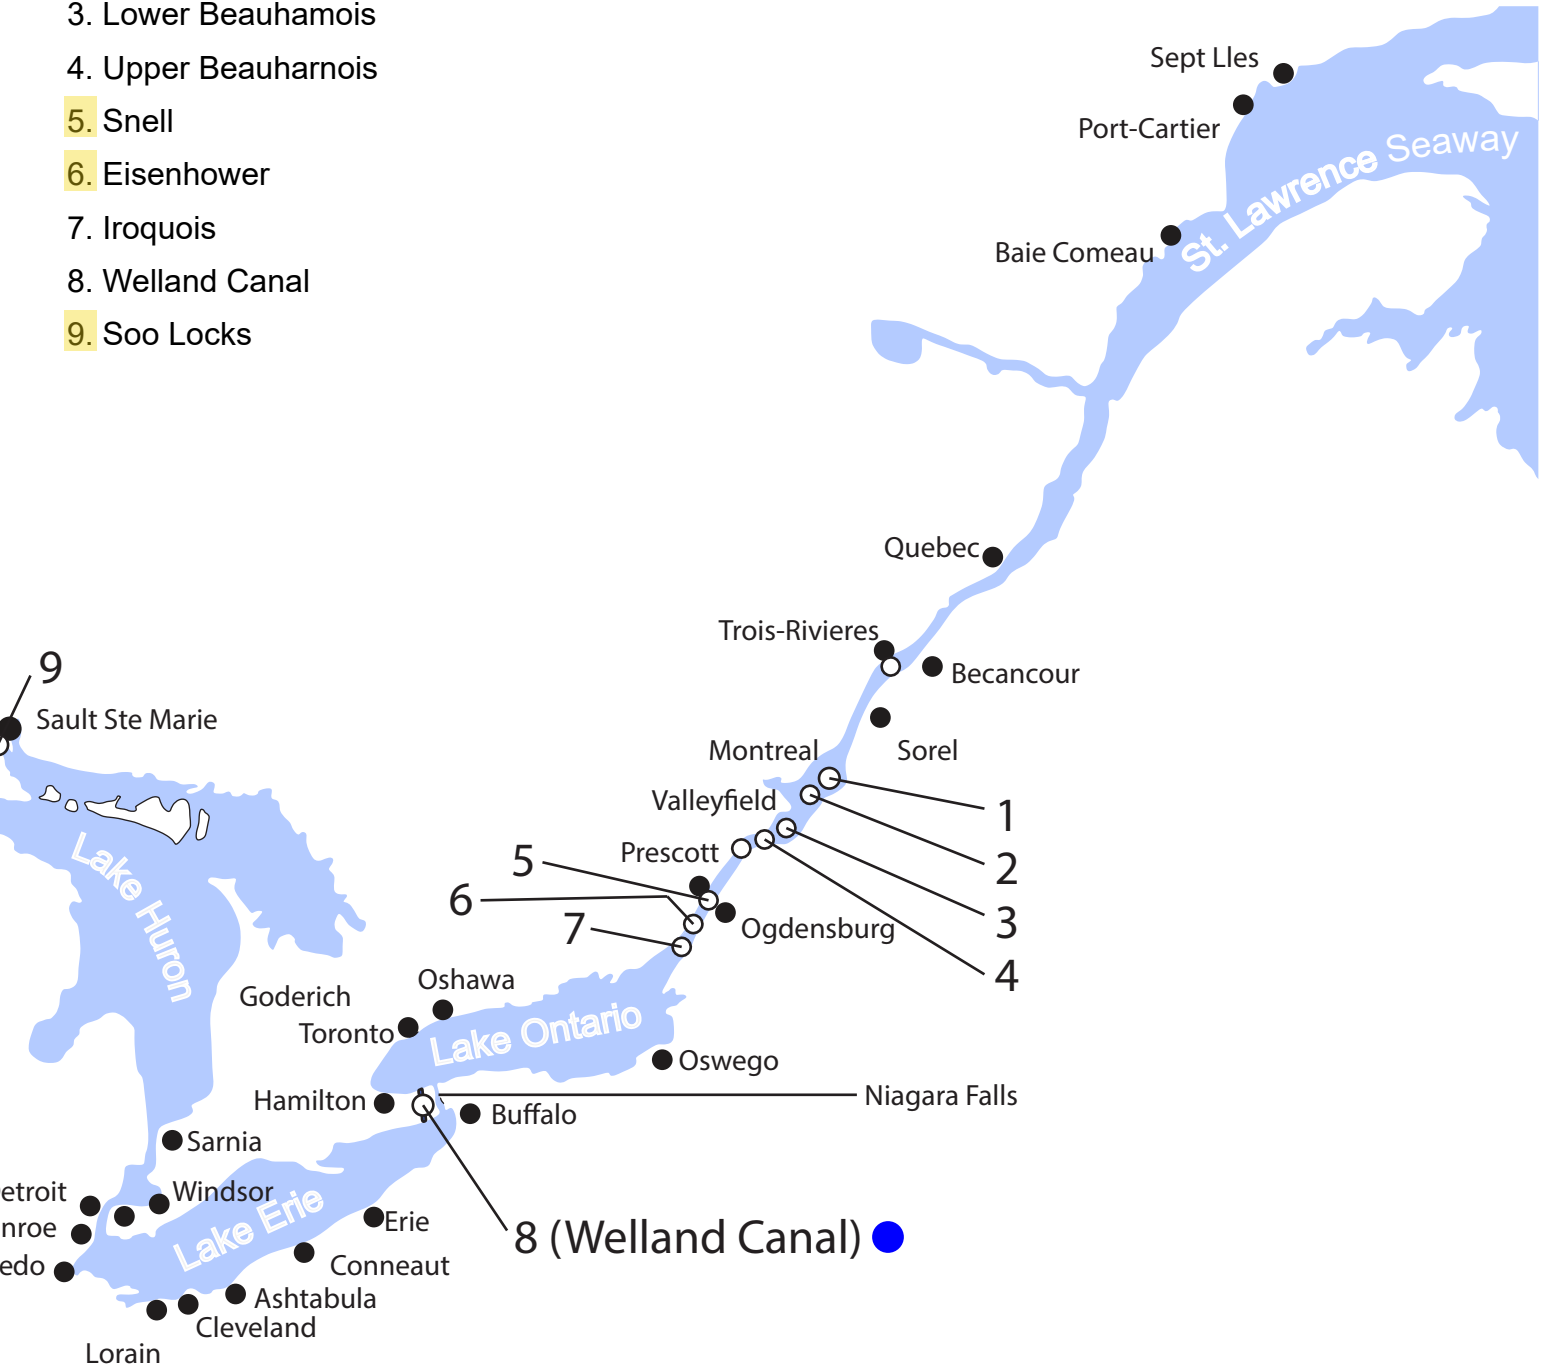 3. Lower Beauhamois
4. Upper Beauharnois
5. Snell
6. Eisenhower
7. Iroquois
8. Welland Canal
9. Soo Locks
Sept Lles
Port-Cartier
St. Lawrence Seaway
Baie Comeau
Quebec
Trois-Rivieres
Becancour
9
Sault Ste Marie
Montreal
Sorel
Valleyfield
1
Prescott
5
2
6
7
Ogdensburg
3
4
Lake Huron
Goderich
Oshawa
Toronto
Lake Ontario
Oswego
Hamilton
Niagara Falls
Buffalo
Sarnia
etroit
Windsor
nroe
Lake Erie
Erie
8 (Welland Canal)
edo
Conneaut
Ashtabula
Cleveland
Lorain